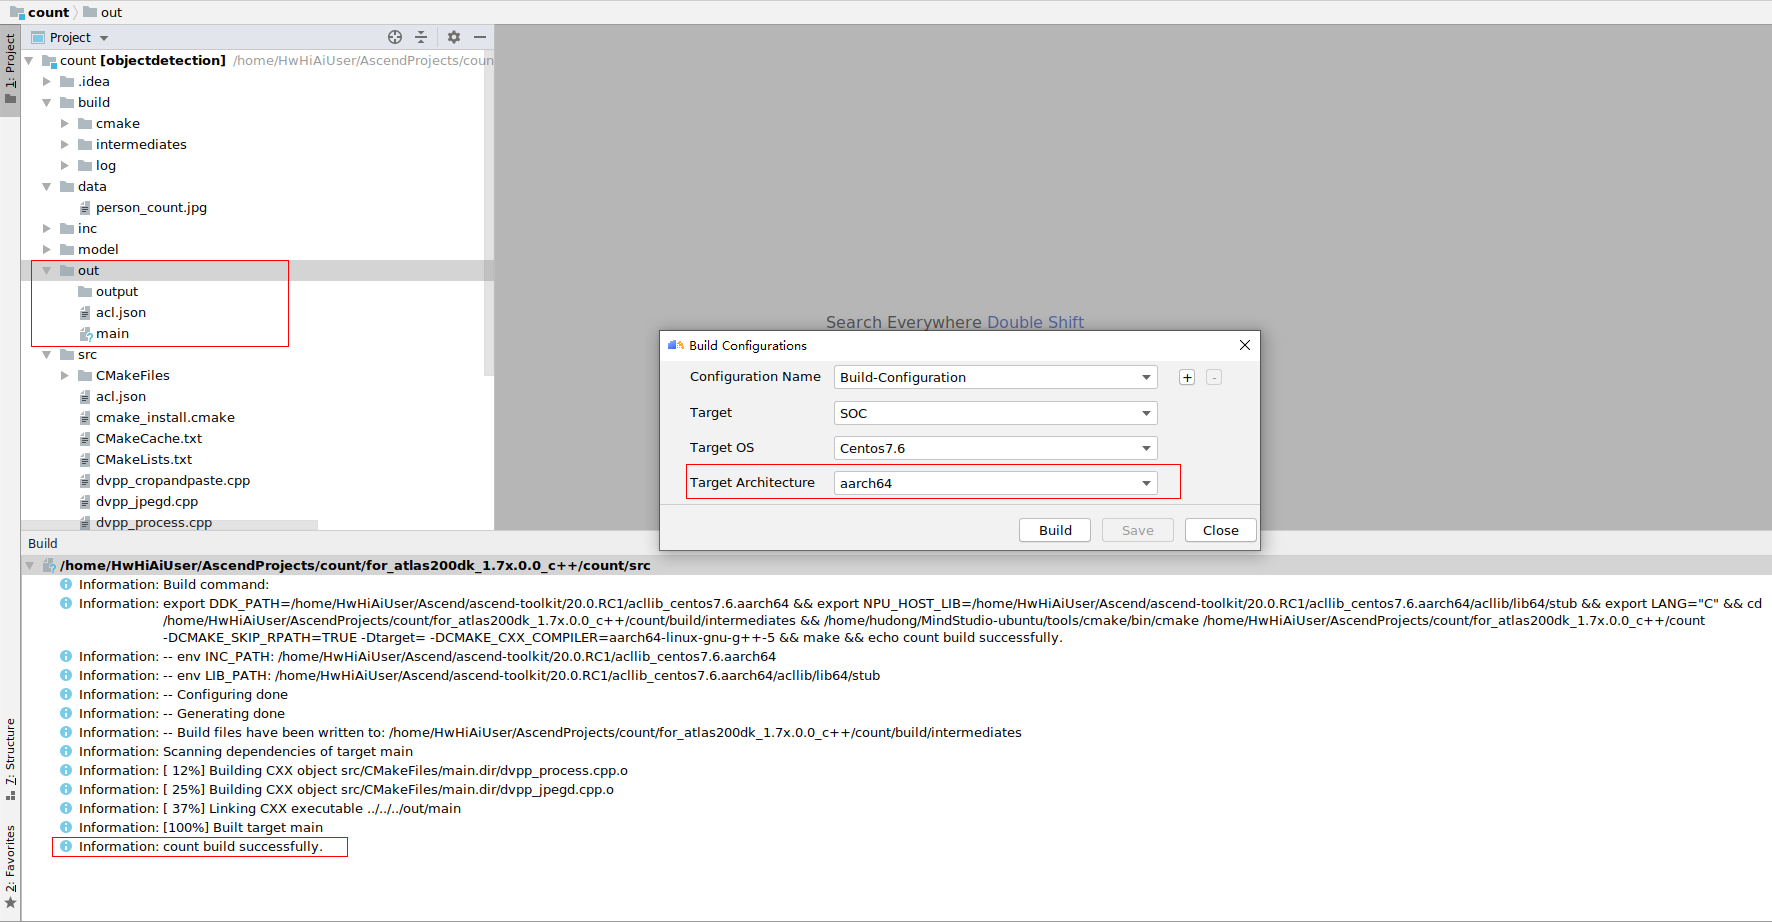 count
out
1: Project
Project
count [objectdetection] /home/HwHiAiUser/AscendProjects/coun
.idea
build
cmake
intermediates
log
data
person_count.jpg
inc
model
out
output
acl.json
main
src
CMakeFiles
acl.json
cmake_install.cmake
CMakeCache.txt
CMakeLists.txt
dvpp_cropandpaste.cpp
dvpp_jpegd.cpp
dvpp_process.cpp
Search Everywhere Double Shift
Build Configurations
Configuration Name Build-Configuration + -
Target SOC
Target OS Centos7.6
Target Architecture aarch64
Build Save Close
Build
/home/HwHiAiUser/AscendProjects/count/for_atlas200dk_1.7x.0.0_c++/count/src
Information: Build command:
Information: export DDK_PATH=/home/HwHiAiUser/Ascend/ascend-toolkit/20.0.RC1/acllib_centos7.6.aarch64 && export NPU_HOST_LIB=/home/HwHiAiUser/Ascend/ascend-toolkit/20.0.RC1/acllib_centos7.6.aarch64/acllib/lib64/stub && export LANG="C" && cd
/home/HwHiAiUser/AscendProjects/count/for_atlas200dk_1.7x.0.0_c++/count/build/intermediates && /home/hudong/MindStudio-ubuntu/tools/cmake/bin/cmake /home/HwHiAiUser/AscendProjects/count/for_atlas200dk_1.7x.0.0_c++/count
-DCMAKE_SKIP_RPATH=TRUE -Dtarget= -DCMAKE_CXX_COMPILER=aarch64-linux-gnu-g++-5 && make && echo count build successfully.
Information: -- env INC_PATH: /home/HwHiAiUser/Ascend/ascend-toolkit/20.0.RC1/acllib_centos7.6.aarch64
Information: -- env LIB_PATH: /home/HwHiAiUser/Ascend/ascend-toolkit/20.0.RC1/acllib_centos7.6.aarch64/acllib/lib64/stub
Information: -- Configuring done
Information: -- Generating done
Information: -- Build files have been written to: /home/HwHiAiUser/AscendProjects/count/for_atlas200dk_1.7x.0.0_c++/count/build/intermediates
Information: Scanning dependencies of target main
Information: [ 12%] Building CXX object src/CMakeFiles/main.dir/dvpp_process.cpp.o
Information: [ 25%] Building CXX object src/CMakeFiles/main.dir/dvpp_jpegd.cpp.o
Information: [ 37%] Linking CXX executable ../../../out/main
Information: [100%] Built target main
Information: count build successfully.
7: Structure
2: Favorites